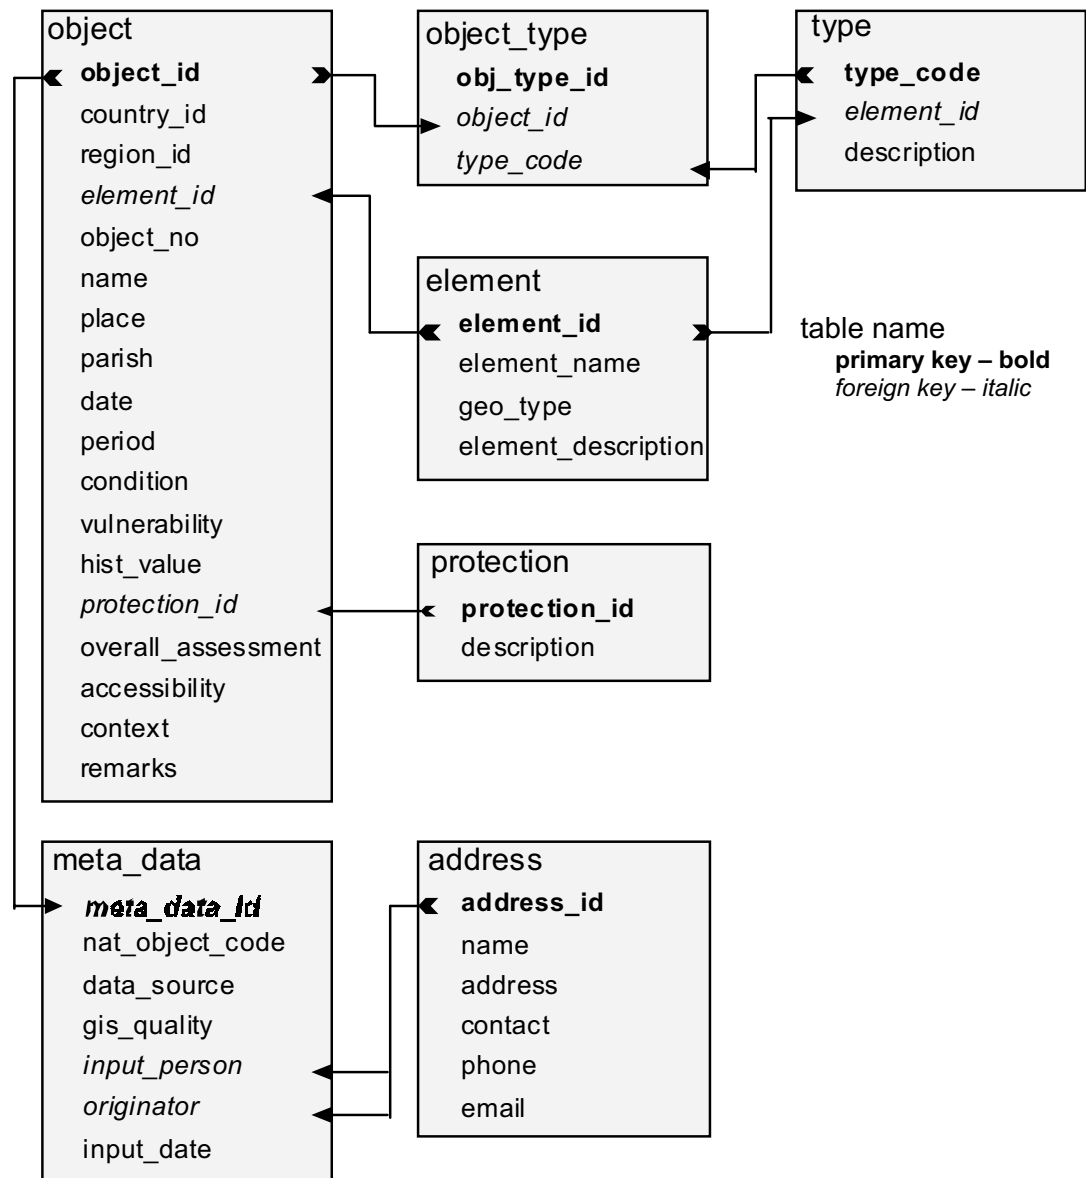 object
object_id
country_id
region_id
element_id
object_no
name
place
parish
date
period
condition
vulnerability
hist_value
protection_id
overall_assessment
accessibility
context
remarks
object_type
obj_type_id
object_id
type_code
type
type_code
element_id
description
element
element_id
element_name
geo_type
element_description
table name
primary key – bold
foreign key – italic
protection
protection_id
description
meta_data
meta_data_id
nat_object_code
data_source
gis_quality
input_person
originator
input_date
address
address_id
name
address
contact
phone
email